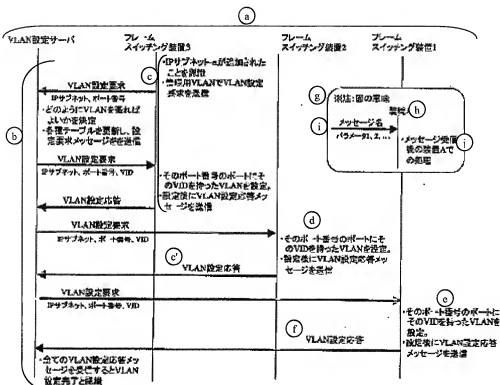 a
VLAN設定サーバ
フレーム
スイッチング装置3
フレーム
スイッチング装置2
フレーム
スイッチング装置1
b
c
・IPサブネットが追加された
ことを認識
・管理用VLANでVLAN設定
要求を送信
VLAN設定要求
IPサブネット、ポート番号
・どのようにVLANを張れば
よいかを決定
・各種テーブルを更新し、設
定要求メッセージを送信
VLAN設定要求
IPサブネット、ポート番号、VID
・そのポート番号のポートにそ
のVIDを持ったVLANを設定。
・設定後にVLAN設定応答メッ
セージを送信
VLAN設定応答
VLAN設定要求
IPサブネット、ポート番号、VID
d
・そのポート番号のポートにそ
のVIDを持ったVLANを設定。
・設定後にVLAN設定応答メッ
セージを送信
c'
VLAN設定応答
VLAN設定要求
IPサブネット、ポート番号、VID
e
・そのポート番号のポートに
そのVIDを持ったVLANを
設定。
・設定後にVLAN設定応答
メッセージを送信
f
VLAN設定応答
・全てのVLAN設定応答メッ
セージを受信するとVLAN
設定完了と認識
g
図の意味
装置A
h
i
メッセージ名
パラメータ1、2、...
・メッセージ受信
後の装置Aで
の処理
j